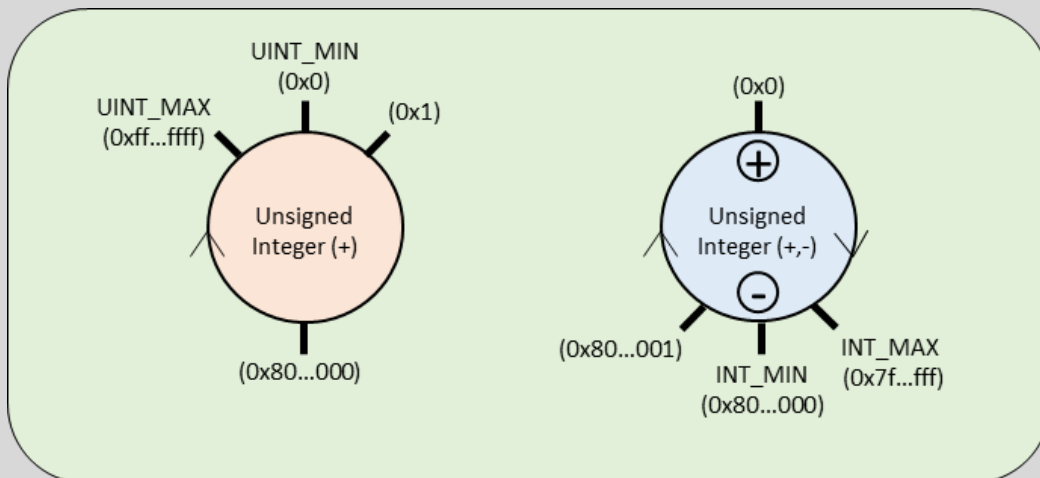 UINT_MIN
(0x0)
UINT_MAX
(0xff...ffff)
(0x1)
Unsigned
Integer (+)
(0x80...000)
(0x0)
+
Unsigned
Integer (+,-)
-
(0x80...001)
INT_MIN
(0x80...000)
INT_MAX
(0x7f...fff)